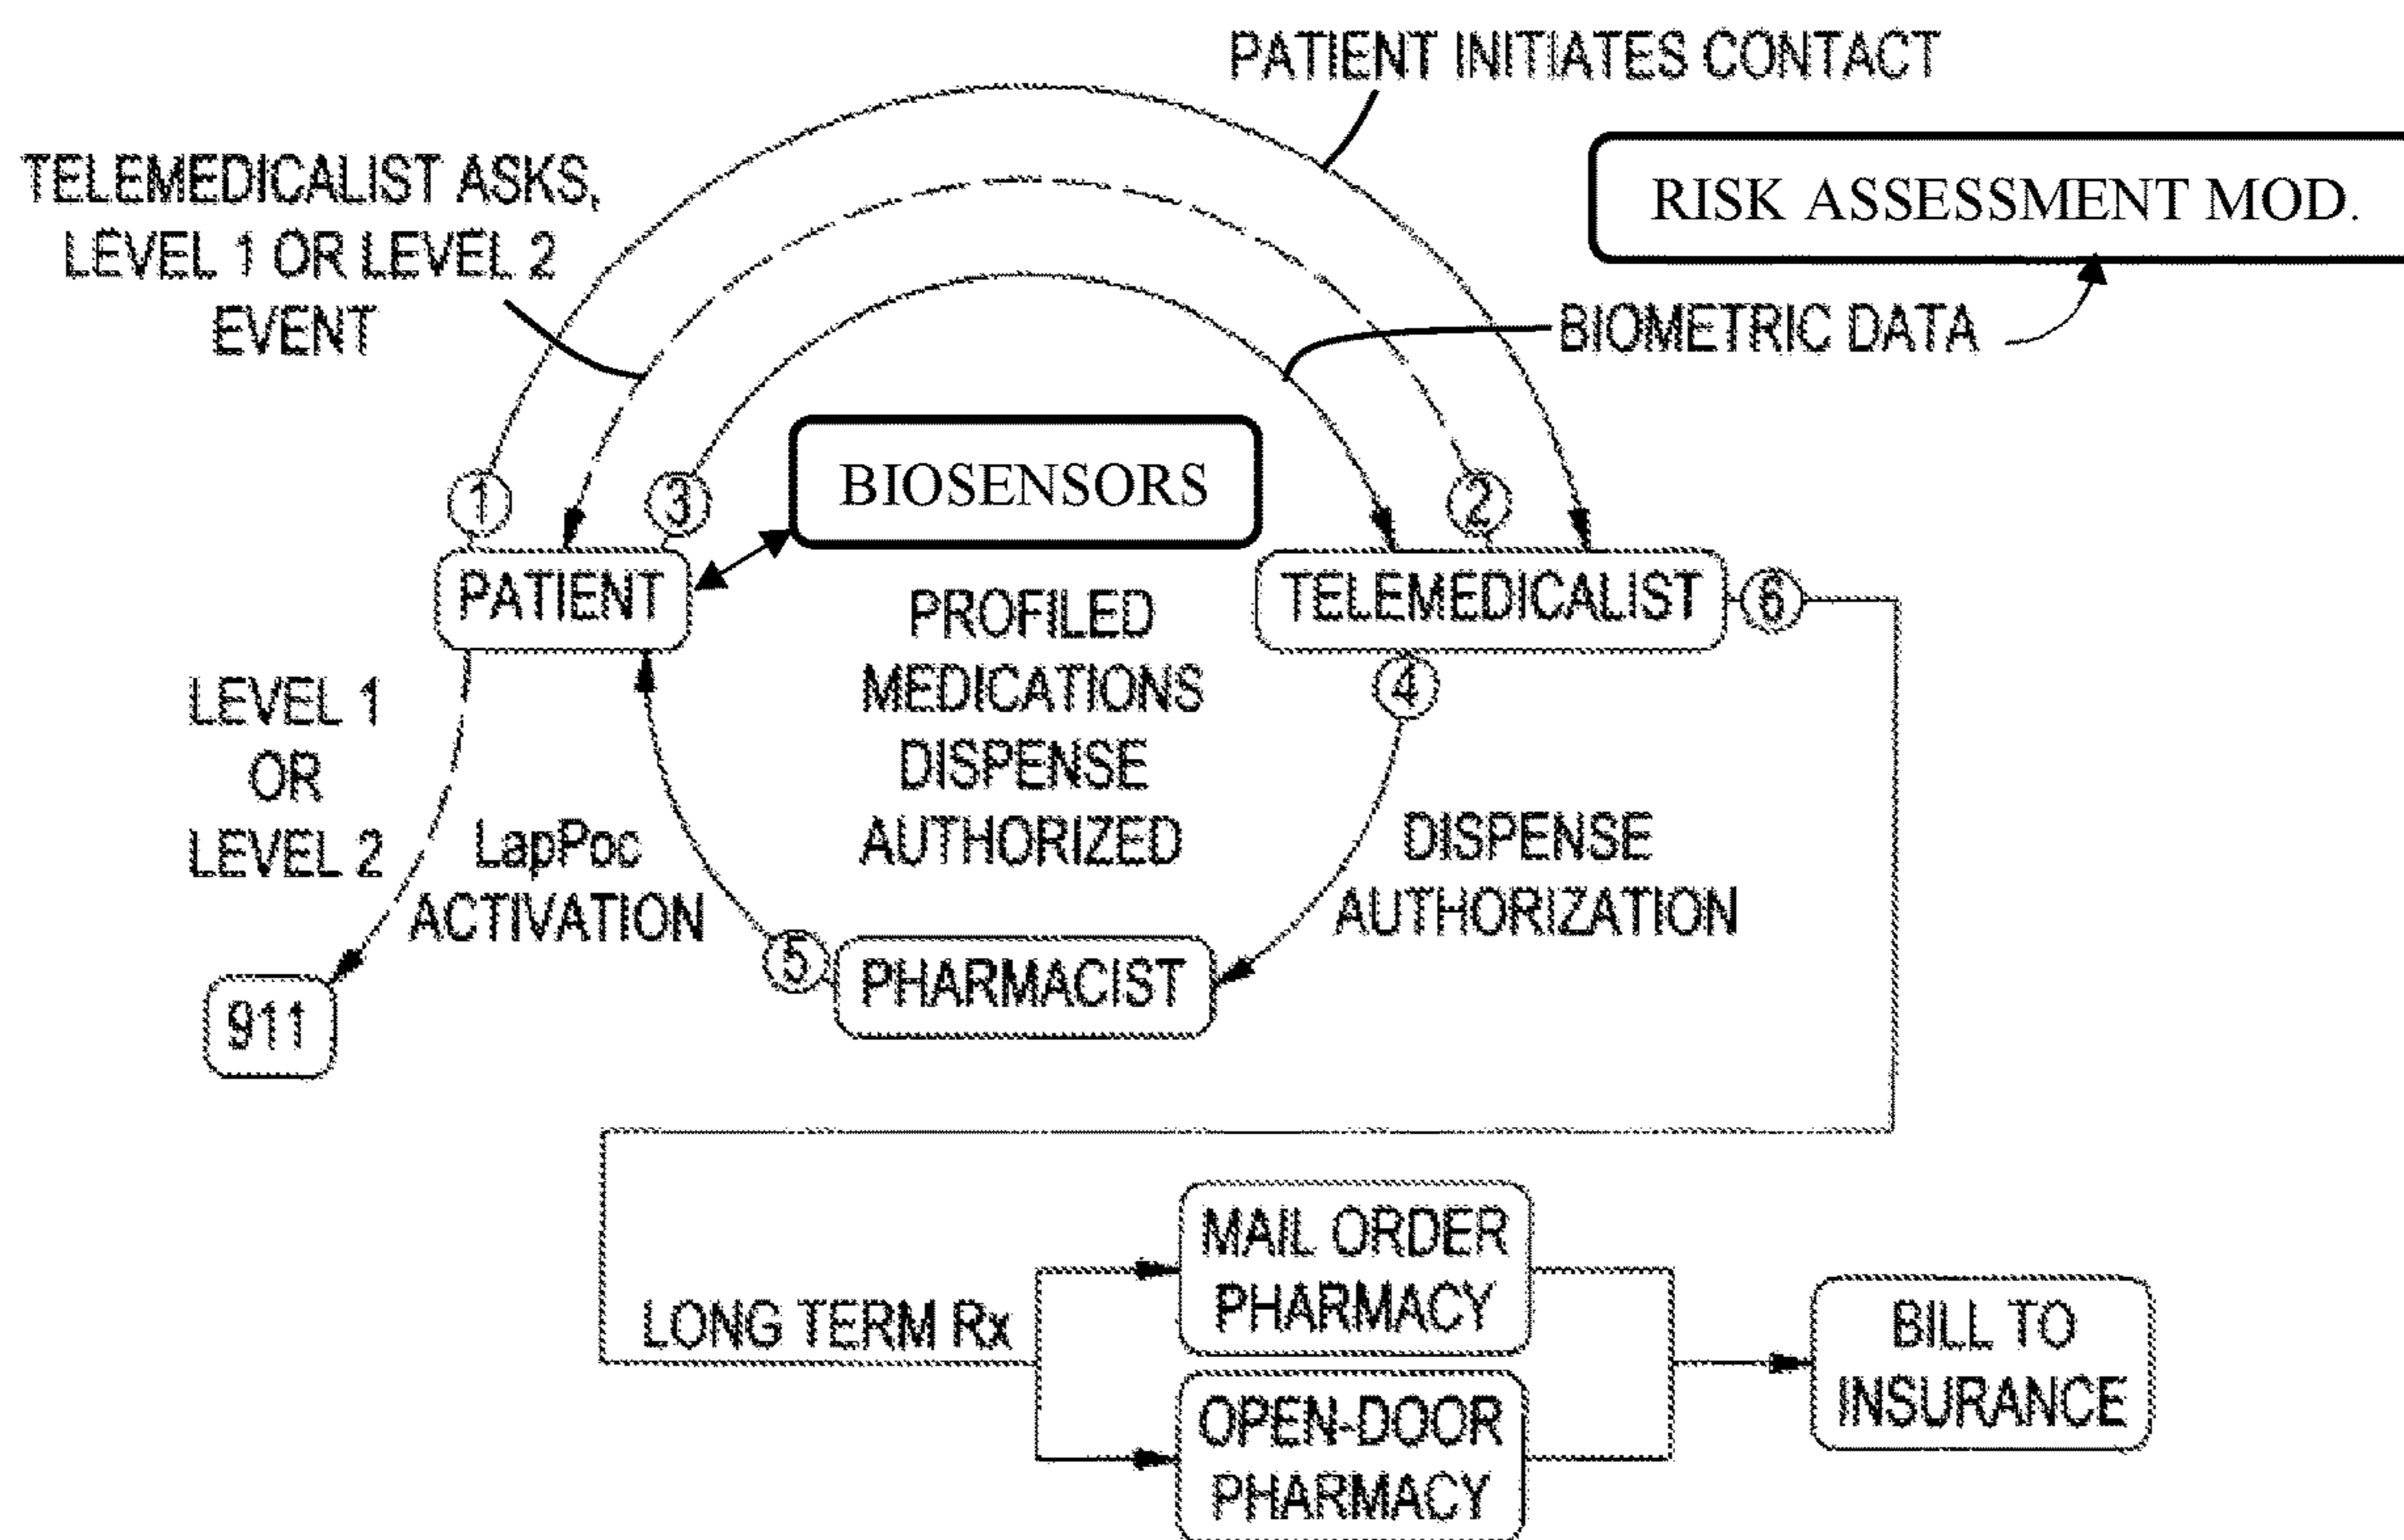 PATIENT INITIATES CONTACT
TELEMEDICALIST ASKS,
LEVEL 1 OR LEVEL 2
EVENT
RISK ASSESSMENT MOD.
BIOMETRIC DATA
1
3
BIOSENSORS
2
PATIENT
TELEMEDICALIST
6
PROFILED
MEDICATIONS
DISPENSE
AUTHORIZED
4
LEVEL 1
OR
LEVEL 2
LapPoc
ACTIVATION
DISPENSE
AUTHORIZATION
5
PHARMACIST
911
MAIL ORDER
PHARMACY
LONG TERM Rx
BILL TO
INSURANCE
OPEN-DOOR
PHARMACY